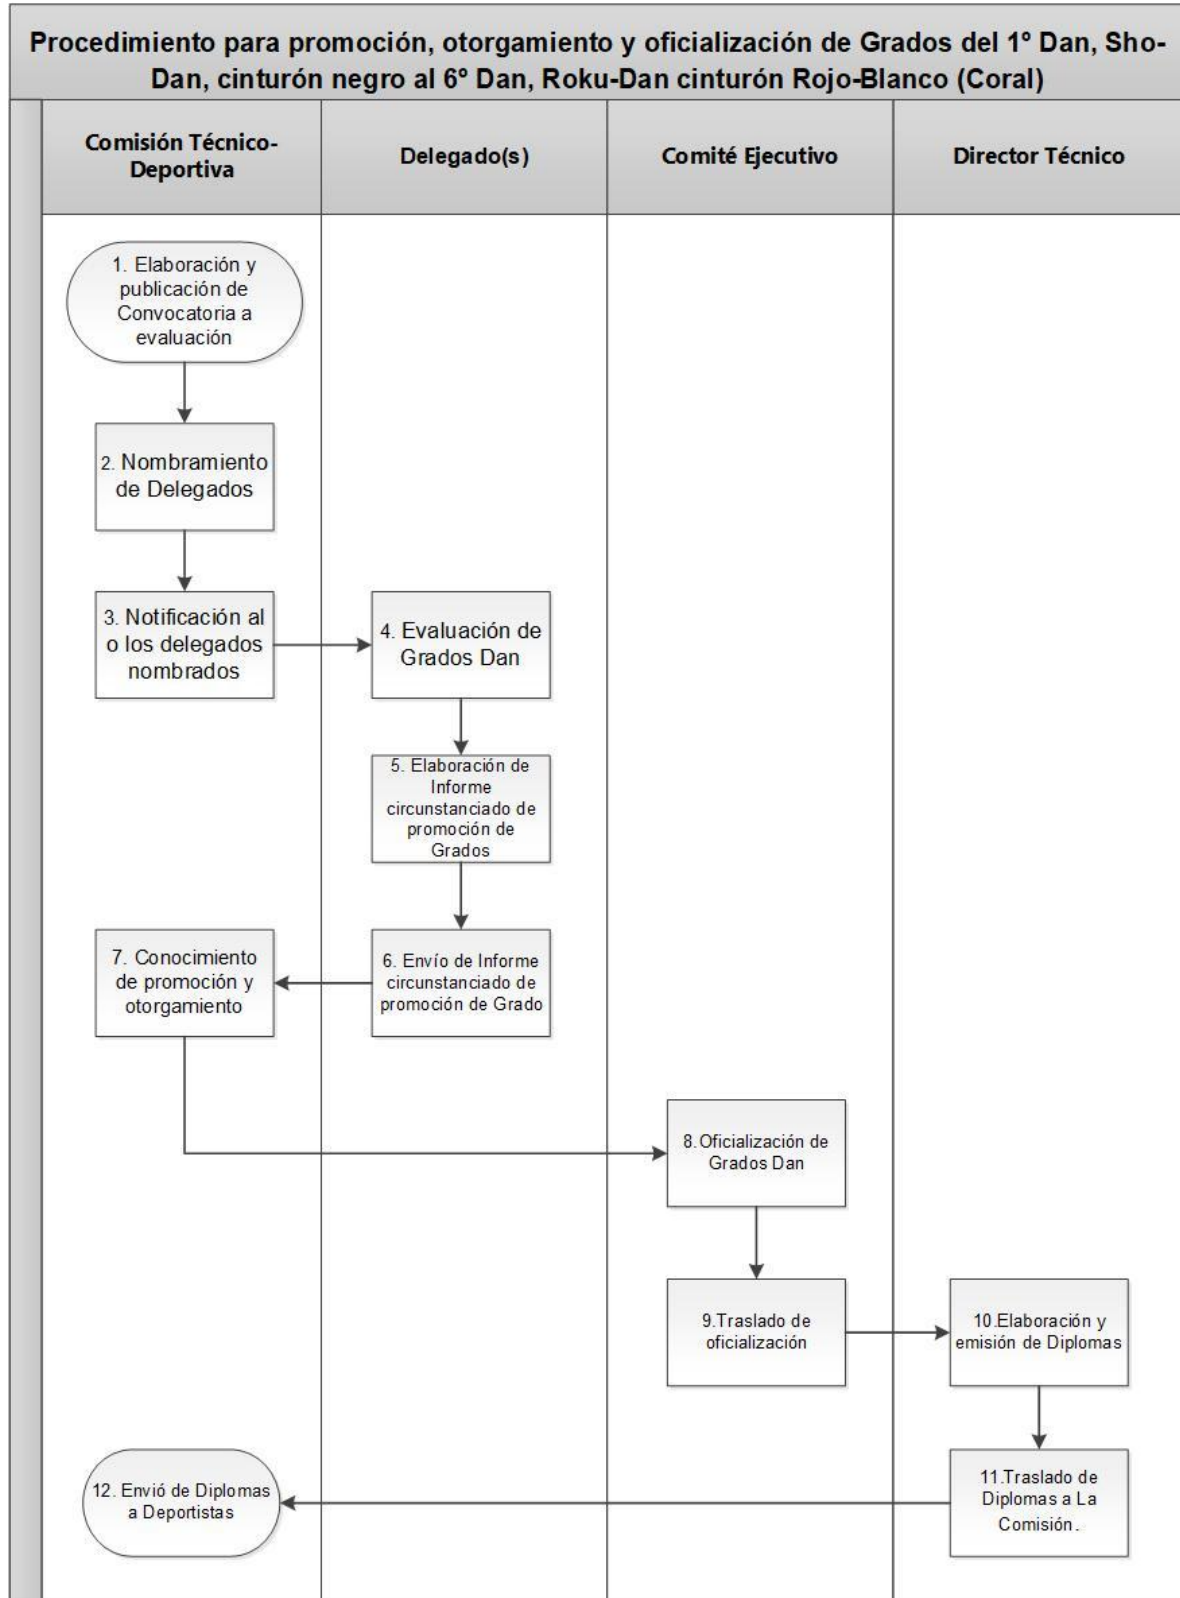 Procedimiento para promoción, otorgamiento y oficialización de Grados del 1º Dan, Sho-
Dan, cinturón negro al 6º Dan, Roku-Dan cinturón Rojo-Blanco (Coral)
Comisión Técnico-
Deportiva
Delegado(s)
Comité Ejecutivo
Director Técnico
1. Elaboración y
publicación de
Convocatoria a
evaluación
2. Nombramiento
de Delegados
3. Notificación al
o los delegados
nombrados
4. Evaluación de
Grados Dan
5. Elaboración de
Informe
circunstanciado de
promoción de
Grados
6. Envío de Informe
circunstanciado de
promoción de Grado
7. Conocimiento
de promoción y
otorgamiento
8.Oficialización de
Grados Dan
9.Traslado de
oficialización
10.Elaboración y
emisión de Diplomas
11.Traslado de
Diplomas a La
Comisión.
12. Envió de Diplomas
a Deportistas